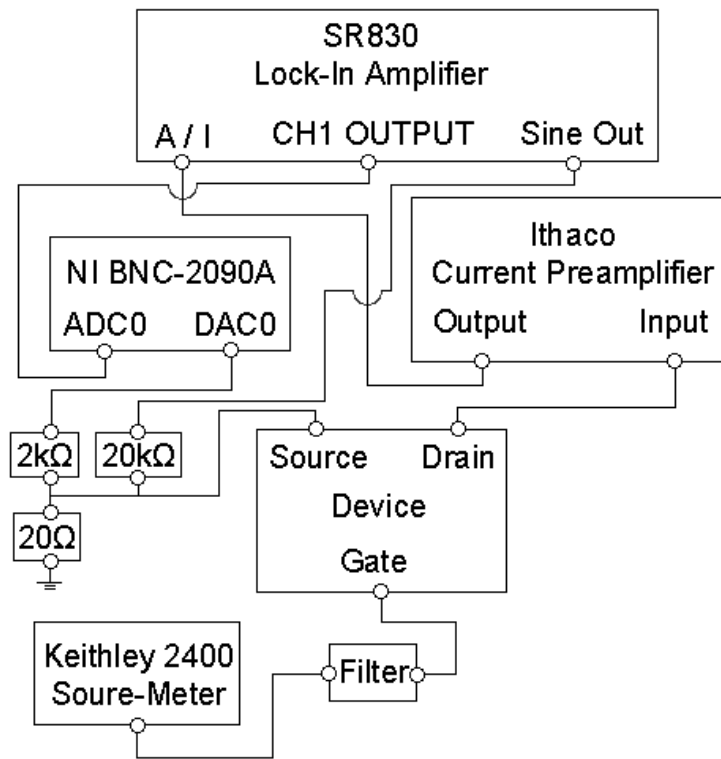 SR830
Lock-In Amplifier
A / I CH1 OUTPUT Sine Out
Ithaco
Current Preamplifier
Output Input
NI BNC-2090A
ADC0 DAC0
2kΩ 20kΩ
20Ω
Source Drain
Device
Gate
Keithley 2400
Soure-Meter
Filter